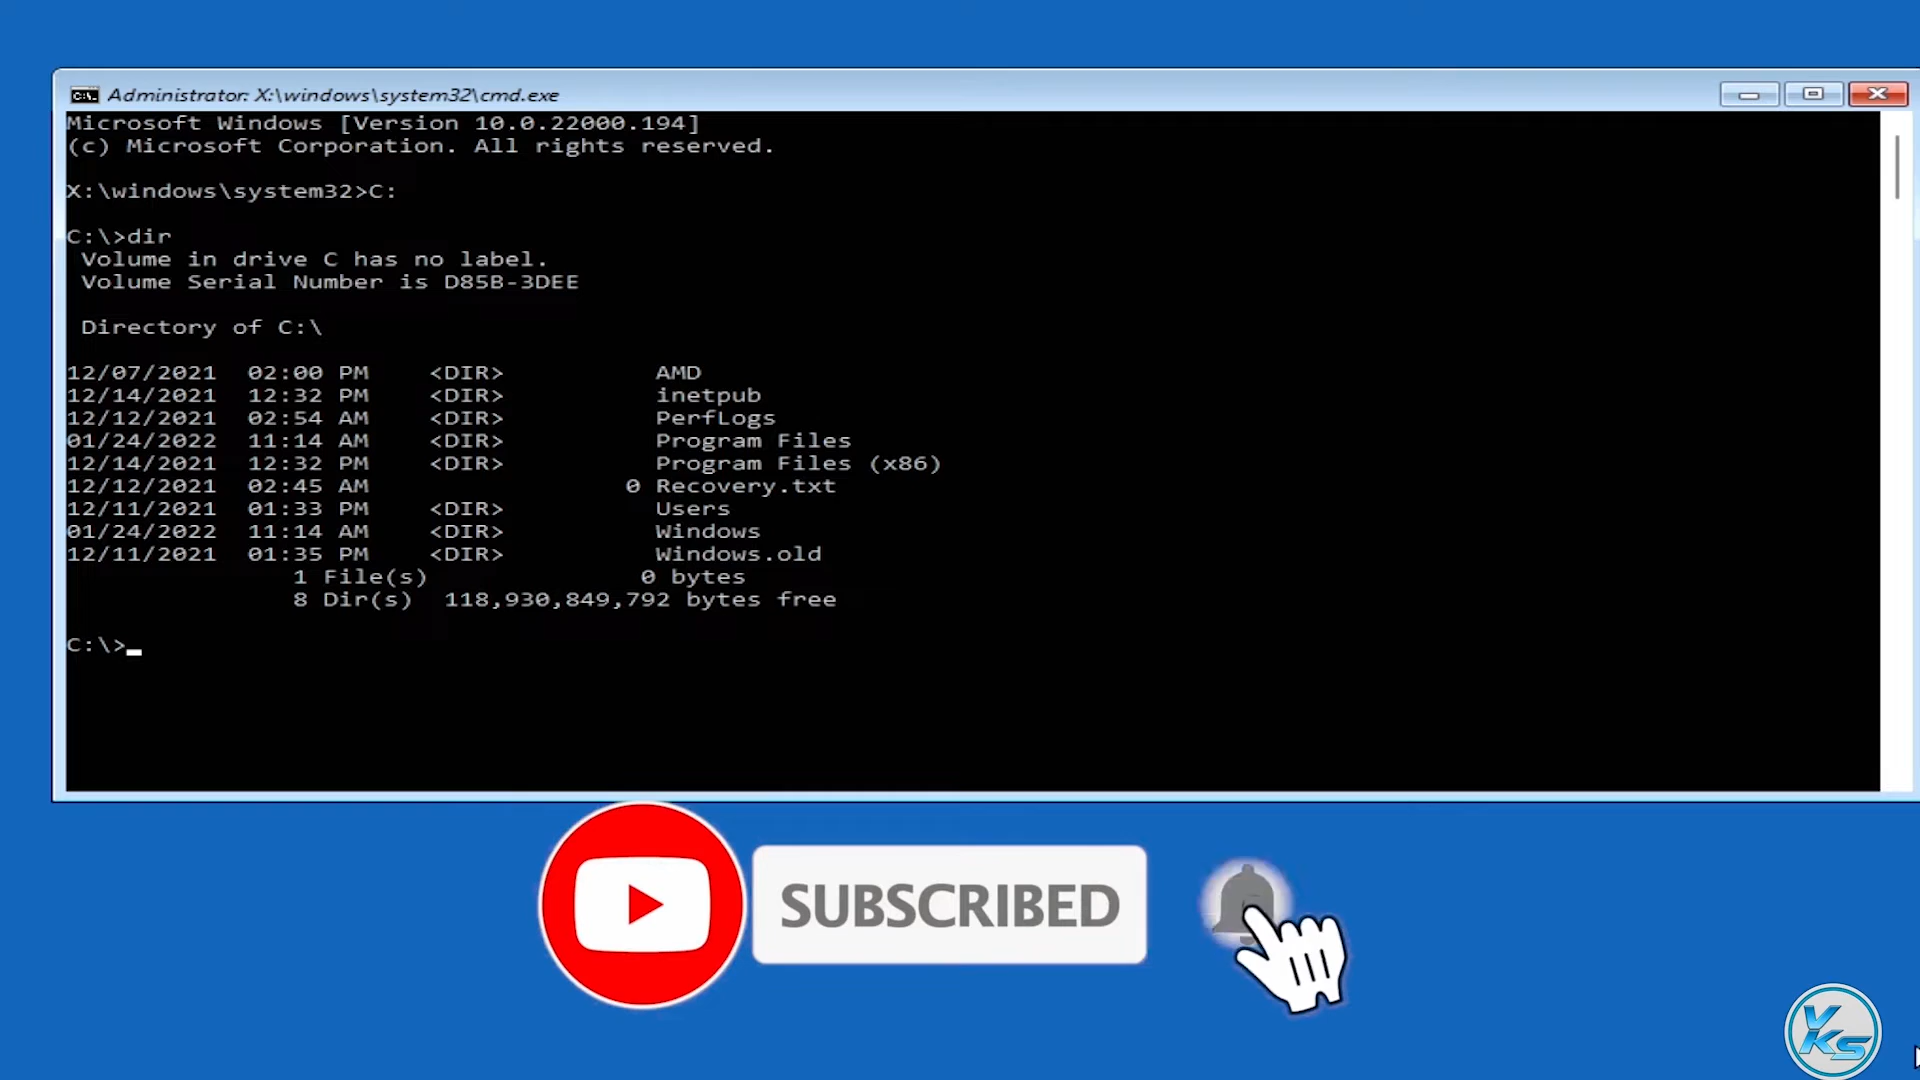 Administrator: X:\windows\system32\cmd.exe
Microsoft Windows [Version 10.0.22000.194]
(c) Microsoft Corporation. All rights reserved.
X:\windows\system32>C:
C:\>dir
Volume in drive C has no label.
Volume Serial Number is D85B-3DEE
Directory of C:\
12/07/2021 02:00 PM <DIR> AMD
12/14/2021 12:32 PM <DIR> inetpub
12/12/2021 02:54 AM <DIR> PerfLogs
01/24/2022 11:14 AM <DIR> Program Files
12/14/2021 12:32 PM <DIR> Program Files (x86)
12/12/2021 02:45 AM 0 Recovery.txt
12/11/2021 01:33 PM <DIR> Users
01/24/2022 11:14 AM <DIR> Windows
12/11/2021 01:35 PM <DIR> Windows.old
1 File(s) 0 bytes
8 Dir(s) 118,930,849,792 bytes free
C:\>
SUBSCRIBED
VKS